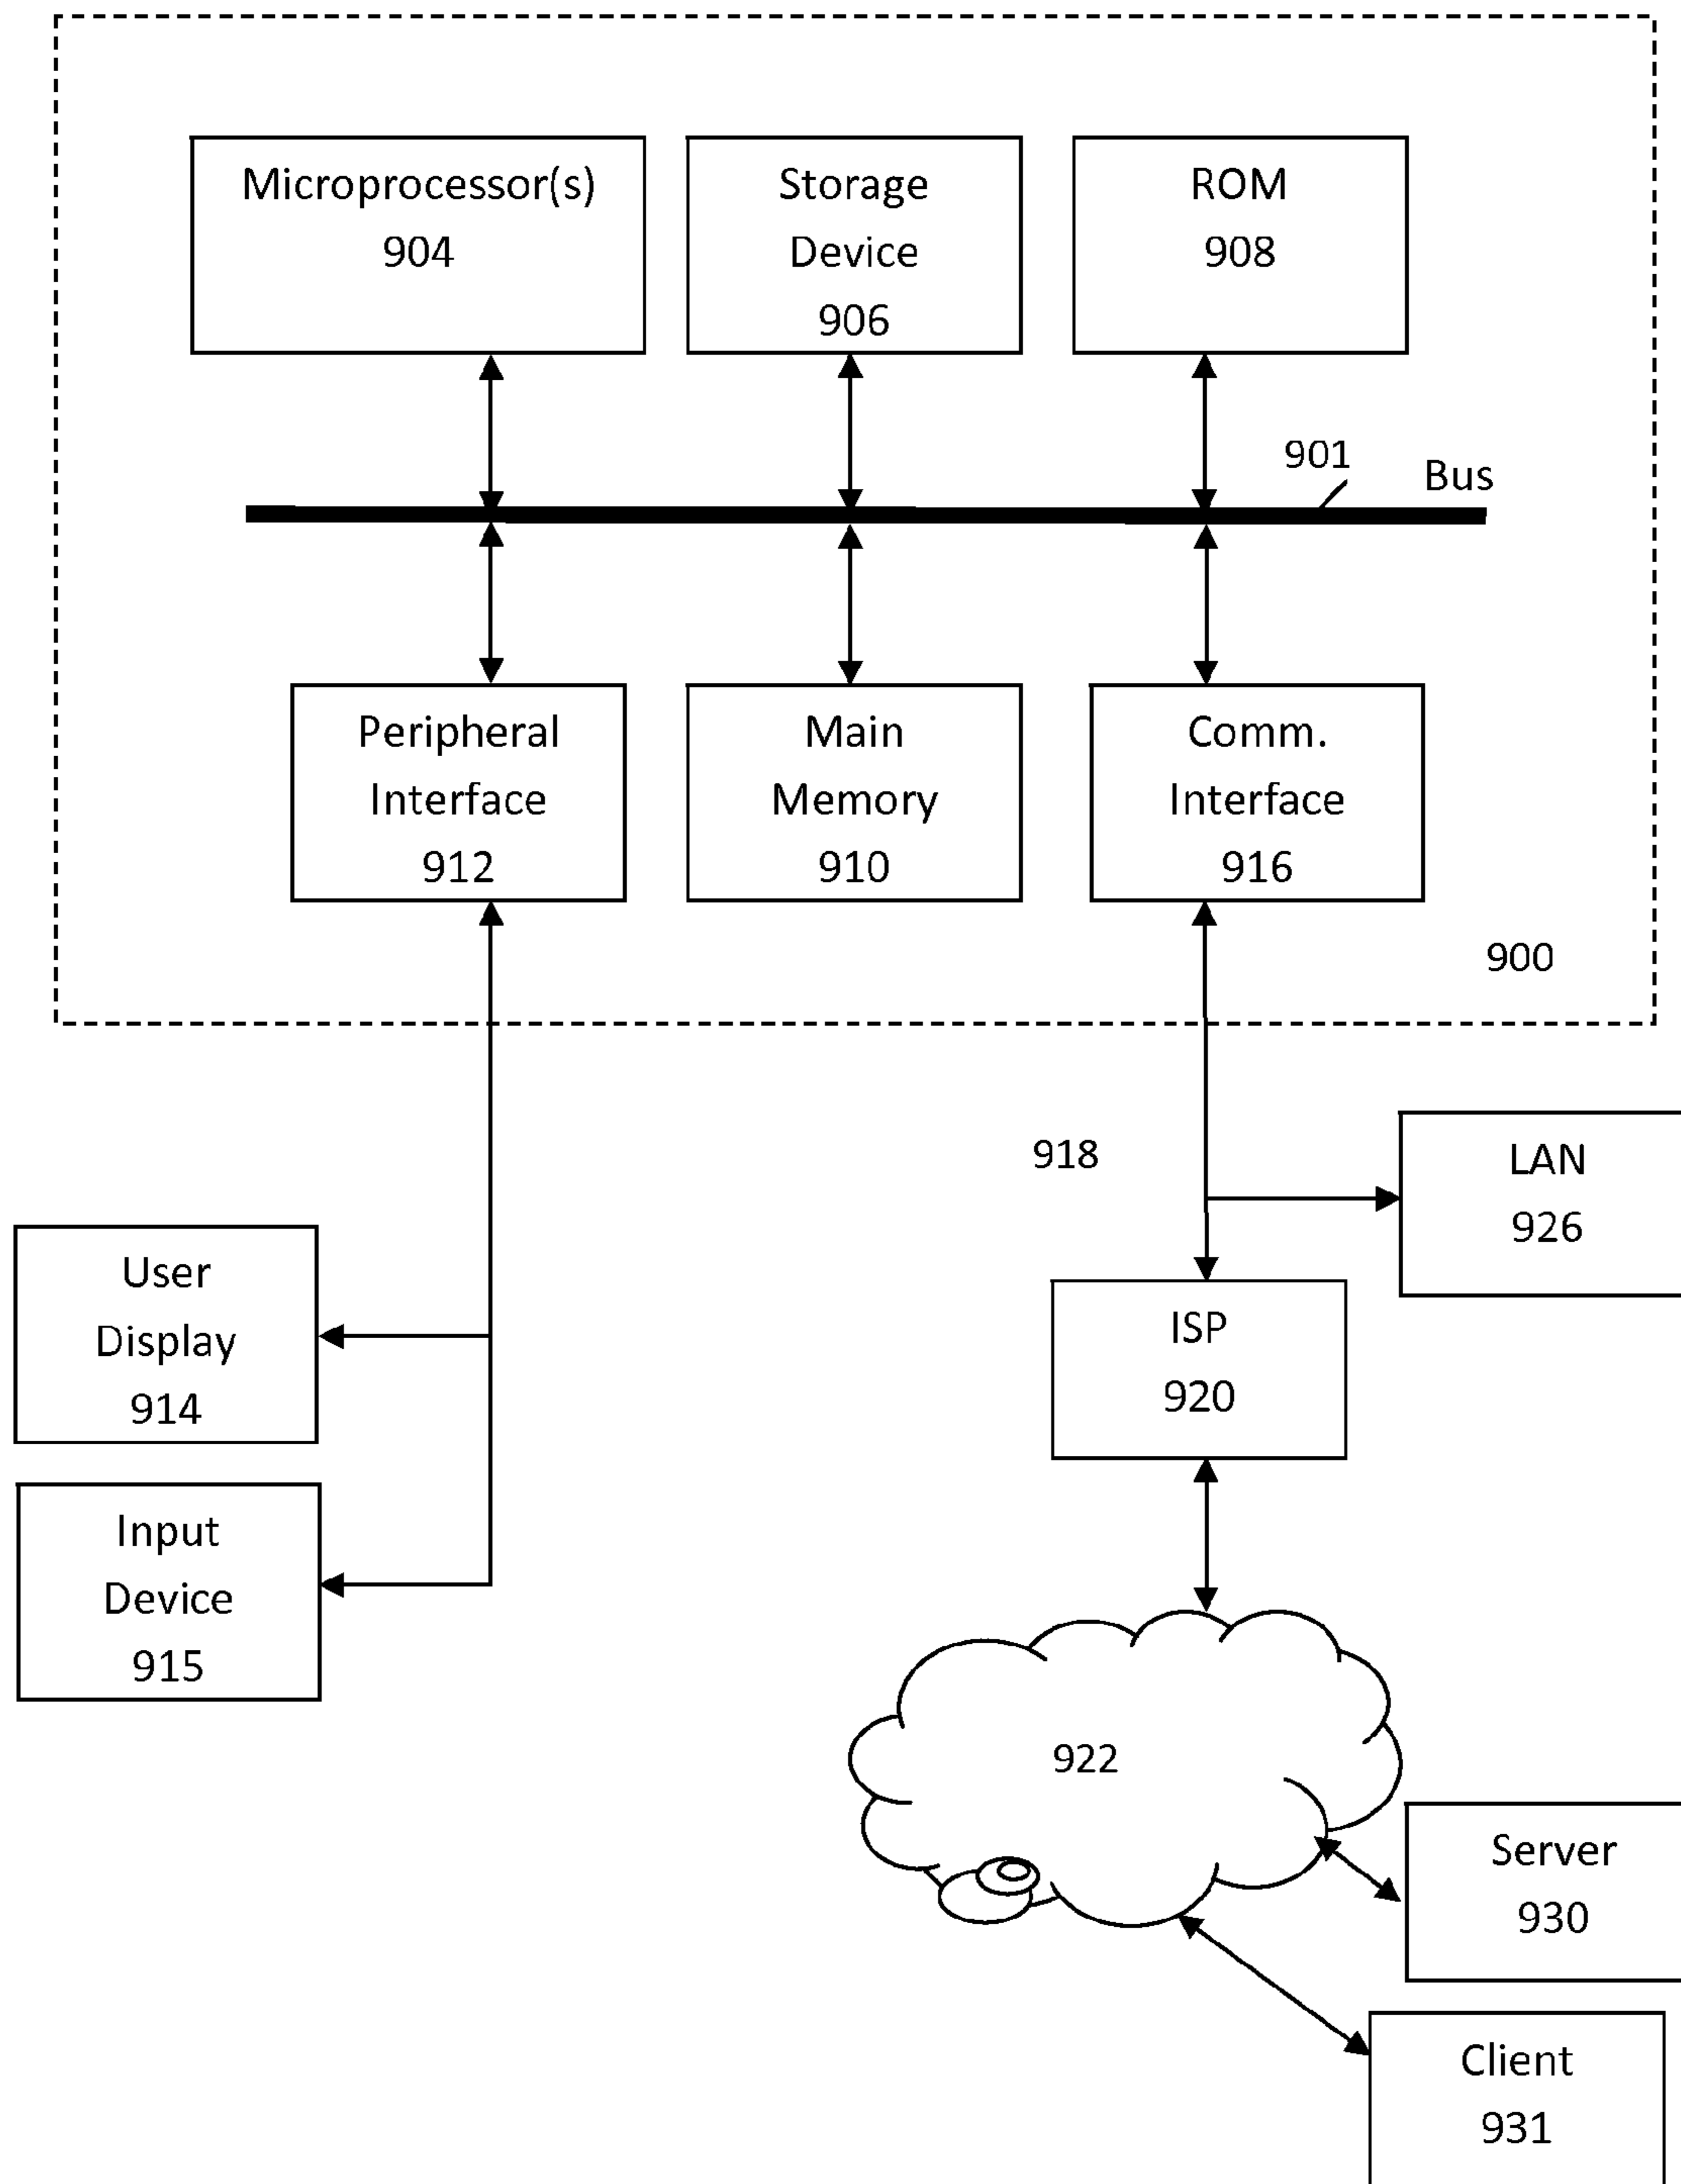 Microprocessor(s)
904
Storage
Device
906
ROM
908
901
Bus
Peripheral
Interface
912
Main
Memory
910
Comm.
Interface
916
900
918
LAN
926
User
Display
914
ISP
920
Input
Device
915
922
Server
930
Client
931